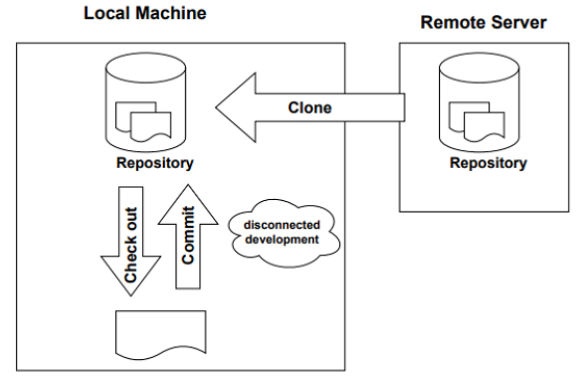 Local Machine
Remote Server
Clone
Repository
Repository
Check out
Commit
disconnected
development